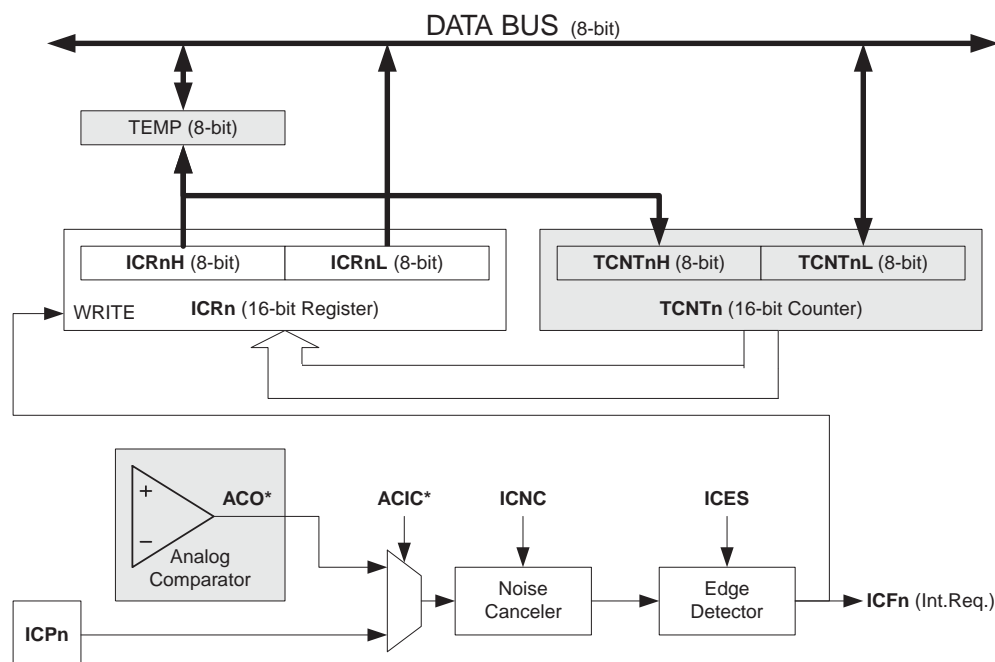 DATA BUS (8-bit)
TEMP (8-bit)
ICRnH (8-bit) ICRnL (8-bit) TCNTnH (8-bit) TCNTnL (8-bit)
WRITE ICRn (16-bit Register) TCNTn (16-bit Counter)
+ ACO* ACIC* ICNC ICES
−
Analog
Comparator
Noise
Canceler
Edge
Detector
ICFn (Int.Req.)
ICPn